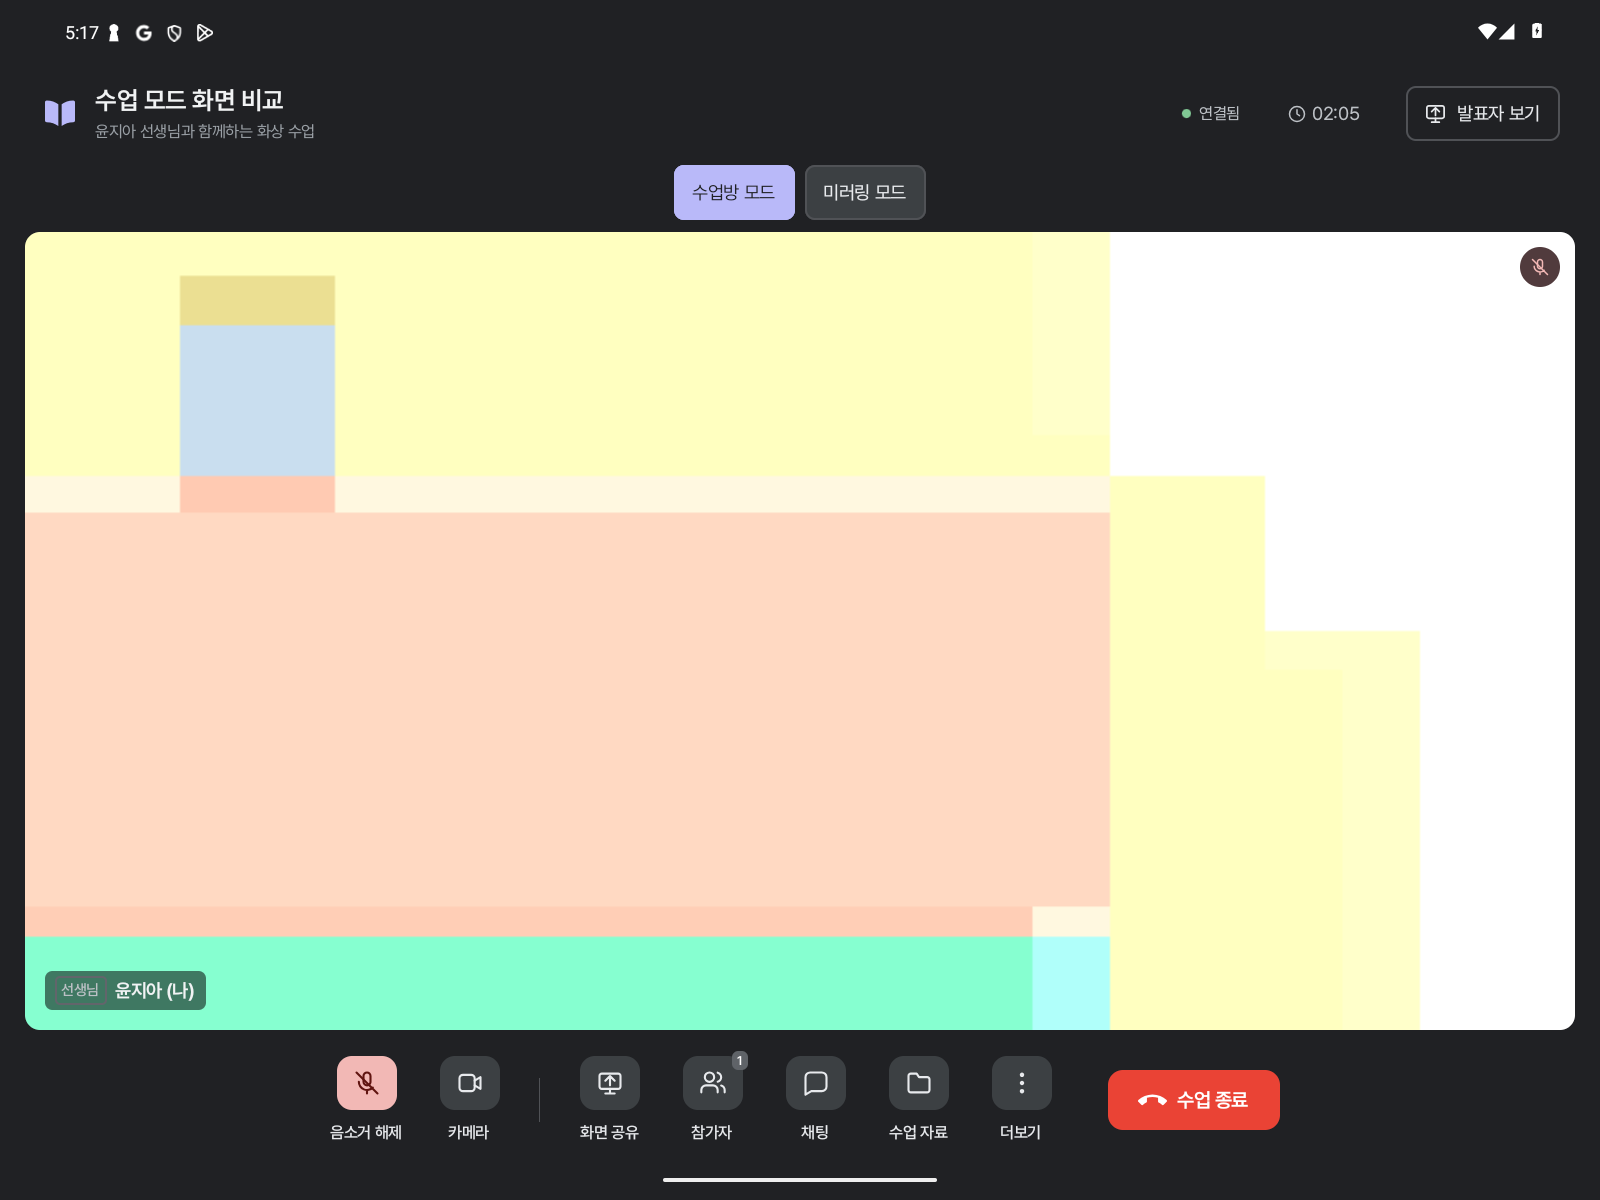 5:17
수업 모드 화면 비교
윤지아 선생님과 함께하는 화상 수업
연결됨
02:05
발표자 보기
수업방 모드
미러링 모드
선생님 윤지아 (나)
1
음소거 해제
카메라
화면 공유
참가자
채팅
수업 자료
더보기
수업 종료